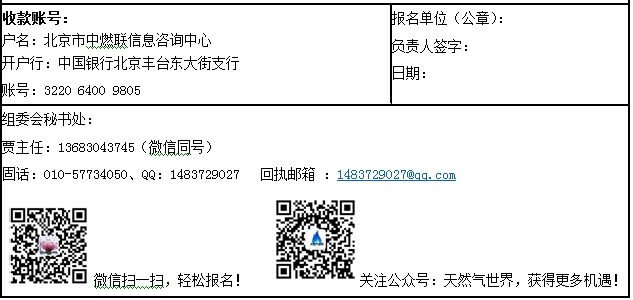 收款账号：
户名：北京市中燃联信息咨询中心
开户行：中国银行北京丰台东大街支行
账号：3220 6400 9805
报名单位（公章）：
负责人签字：
日期：
组委会秘书处：
贾主任：13683043745（微信同号）
固话：010-57734050、QQ：1483729027 回执邮箱 ：1483729027@qq.com
微信扫一扫，轻松报名！
关注公众号：天然气世界，获得更多机遇！